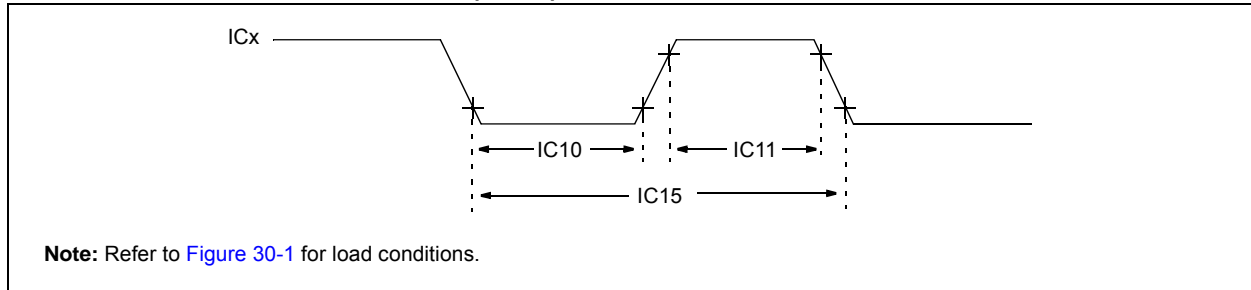 ICx
IC10
IC11
IC15
Note: Refer to Figure 30-1 for load conditions.